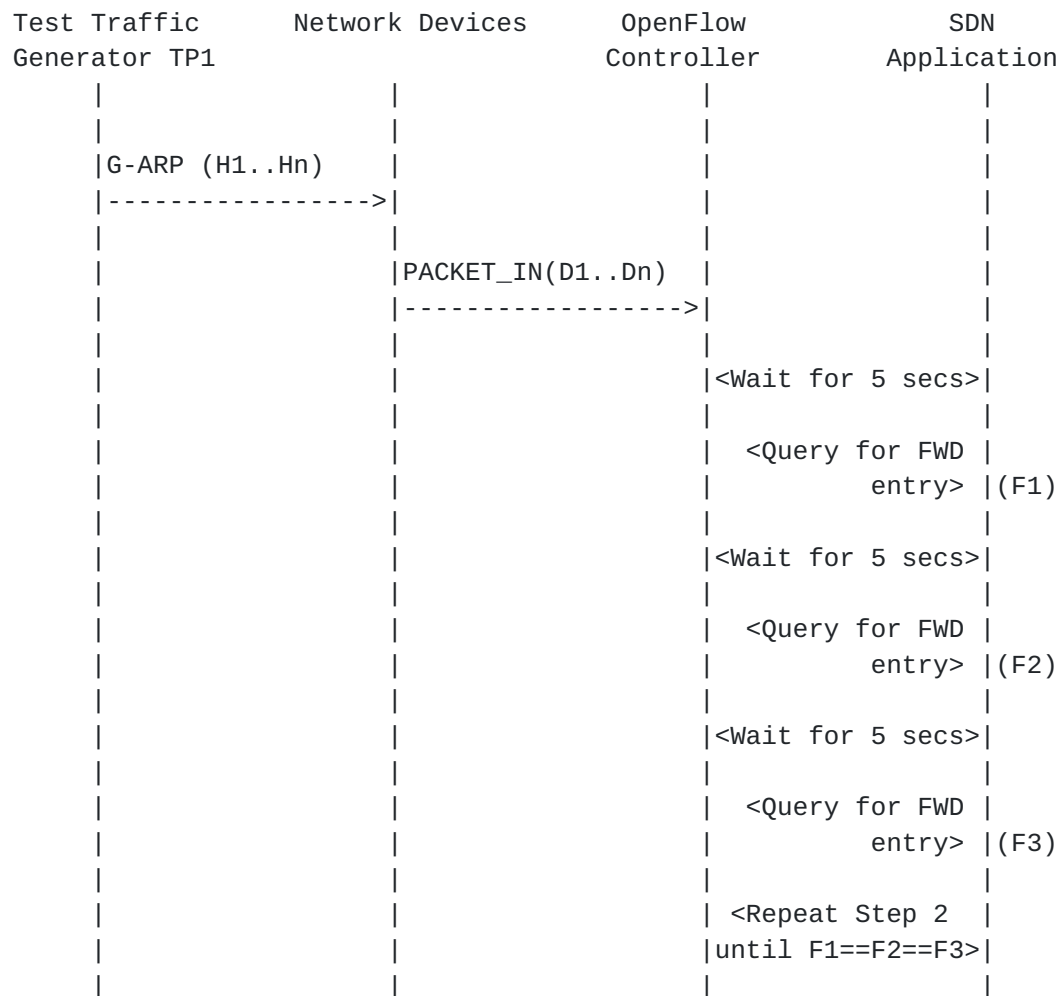 Test Traffic Network Devices OpenFlow SDN
Generator TP1 Controller Application
G-ARP (H1..Hn)
----------------->
PACKET_IN(D1..Dn)
------------------>
<Wait for 5 secs>
<Query for FWD
entry> (F1)
<Wait for 5 secs>
<Query for FWD
entry> (F2)
<Wait for 5 secs>
<Query for FWD
entry> (F3)
<Repeat Step 2
until F1==F2==F3>